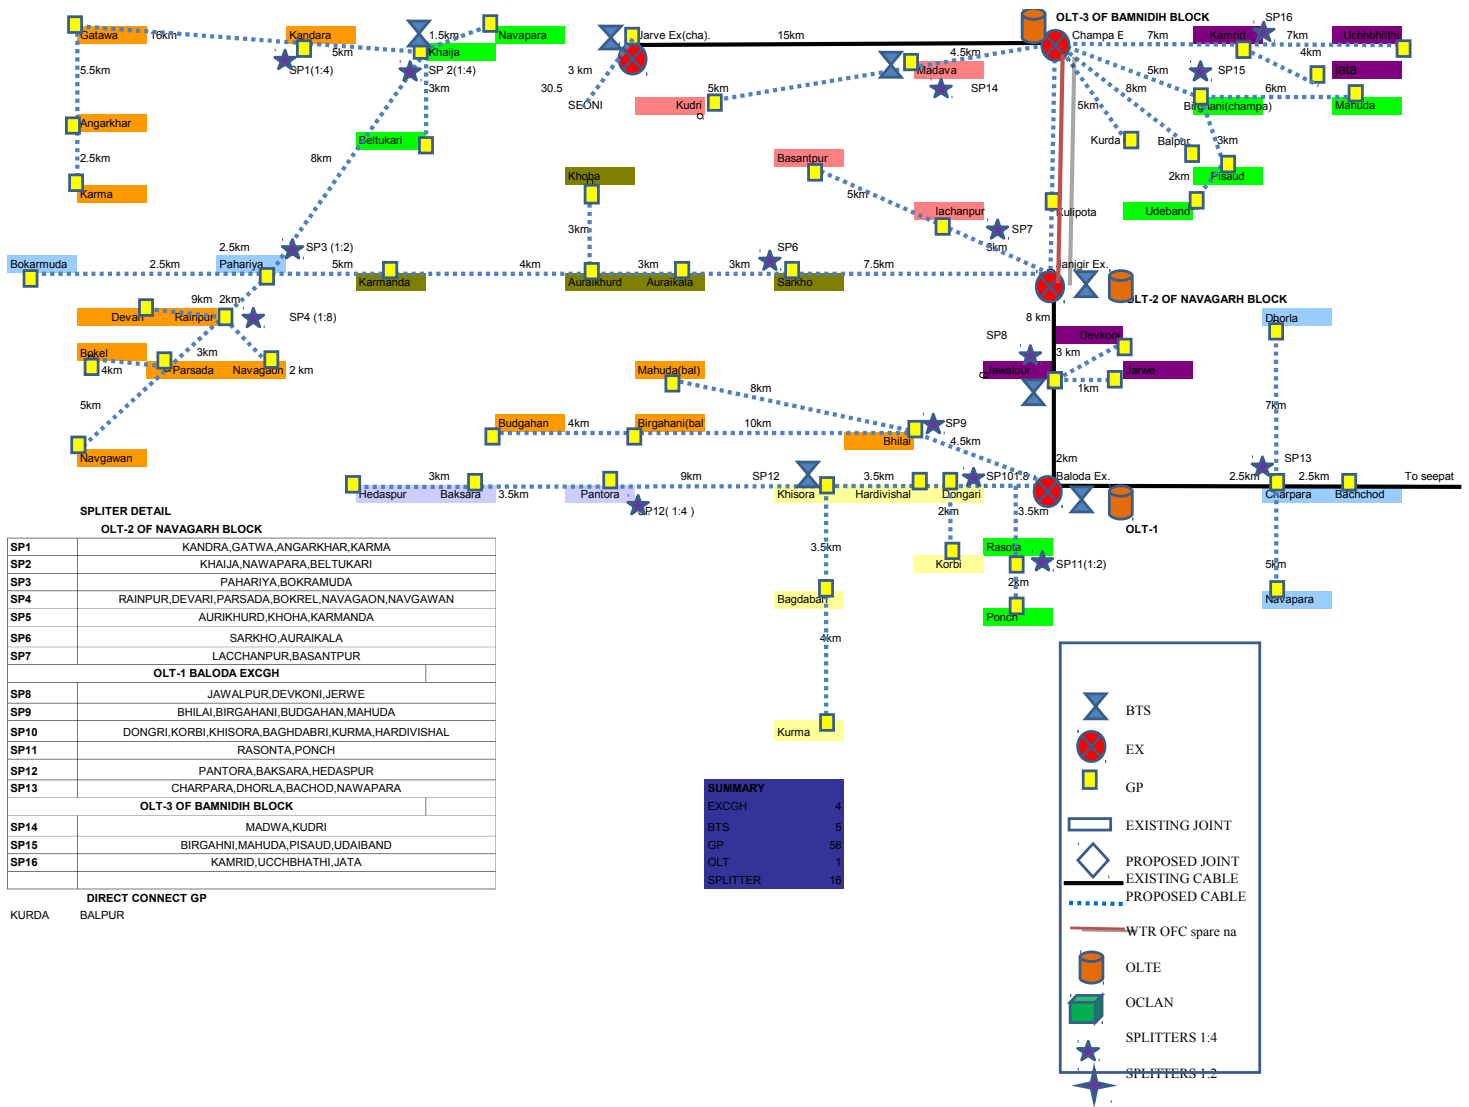 OLT-3 OF BAMNIDIH BLOCK
SP16
Gatawa
16km
Kandara
1.5km
Navapara
Jarve Ex(cha).
15km
Champa E
7km
Kamrid
7km
Uchhbhitthi
5km
Khaija
4.5km
4km
SP1(1:4)
SP 2(1:4)
5.5km
3 km
Madava
5km
SP15
jata
3km
30.5
5km
SP14
8km
6km
SEONI
Kudri
5km
Birghani(champa)
Mahuda
Angarkhar
Beltukari
Kurda
Balpur
3km
2.5km
8km
Basantpur
Khoha
2km
Pisaud
Karma
5km
lachanpur
Kulipota
Udeband
3km
SP7
2.5km
SP3 (1:2)
SP6
3km
Bokarmuda
2.5km
Pahariya
5km
4km
3km
3km
7.5km
Janigir Ex.
Karmanda
Auraikhurd
Auraikala
Sarkho
9km
2km
OLT-2 OF NAVAGARH BLOCK
Devari
Rainpur
SP4 (1:8)
8 km
Dhorla
SP8
Devkoni
Bokel
3km
3 km
4km
Parsada
Navagaon
2 km
Mahuda(bal)
Jawalpur
Jarwe
8km
1km
5km
7km
Budgahan
4km
Birgahani(bal
10km
SP9
Bhilai
4.5km
Navgawan
2km
SP13
3km
9km
SP12
3.5km
SP101:8
Baloda Ex.
2.5km
2.5km
To seepat
Hedaspur
Baksara
3.5km
Pantora
Khisora
Hardivishal
Dongari
Charpara
Bachchod
SP12( 1:4 )
2km
3.5km
OLT-1
SPLITER DETAIL
OLT-2 OF NAVAGARH BLOCK
SP1 KANDRA,GATWA,ANGARKHAR,KARMA
SP2 KHAIJA,NAWAPARA,BELTUKARI
SP3 PAHARIYA,BOKRAMUDA
SP4 RAINPUR,DEVARI,PARSADA,BOKREL,NAVAGAON,NAVGAWAN
SP5 AURIKHURD,KHOHA,KARMANDA
SP6 SARKHO,AURAIKALA
SP7 LACCHANPUR,BASANTPUR
OLT-1 BALODA EXCGH
SP8 JAWALPUR,DEVKONI,JERWE
SP9 BHILAI,BIRGAHANI,BUDGAHAN,MAHUDA
SP10 DONGRI,KORBI,KHISORA,BAGHDABRI,KURMA,HARDIVISHAL
SP11 RASONTA,PONCH
SP12 PANTORA,BAKSARA,HEDASPUR
SP13 CHARPARA,DHORLA,BACHOD,NAWAPARA
OLT-3 OF BAMNIDIH BLOCK
SP14 MADWA,KUDRI
SP15 BIRGAHNI,MAHUDA,PISAUD,UDAIBAND
SP16 KAMRID,UCCHBHATHI,JATA
DIRECT CONNECT GP
KURDA BALPUR
3.5km
Rasota
Korbi
SP11(1:2)
5km
2km
Bagdabari
Navapara
Ponch
4km
Kurma
SUMMARY
EXCGH 4
BTS 5
GP 58
OLT 1
SPLITTER 16
BTS
EX
GP
EXISTING JOINT
PROPOSED JOINT
EXISTING CABLE
PROPOSED CABLE
WTR OFC spare na
OLTE
OCLAN
SPLITTERS 1:4
SPLITTERS 1:2